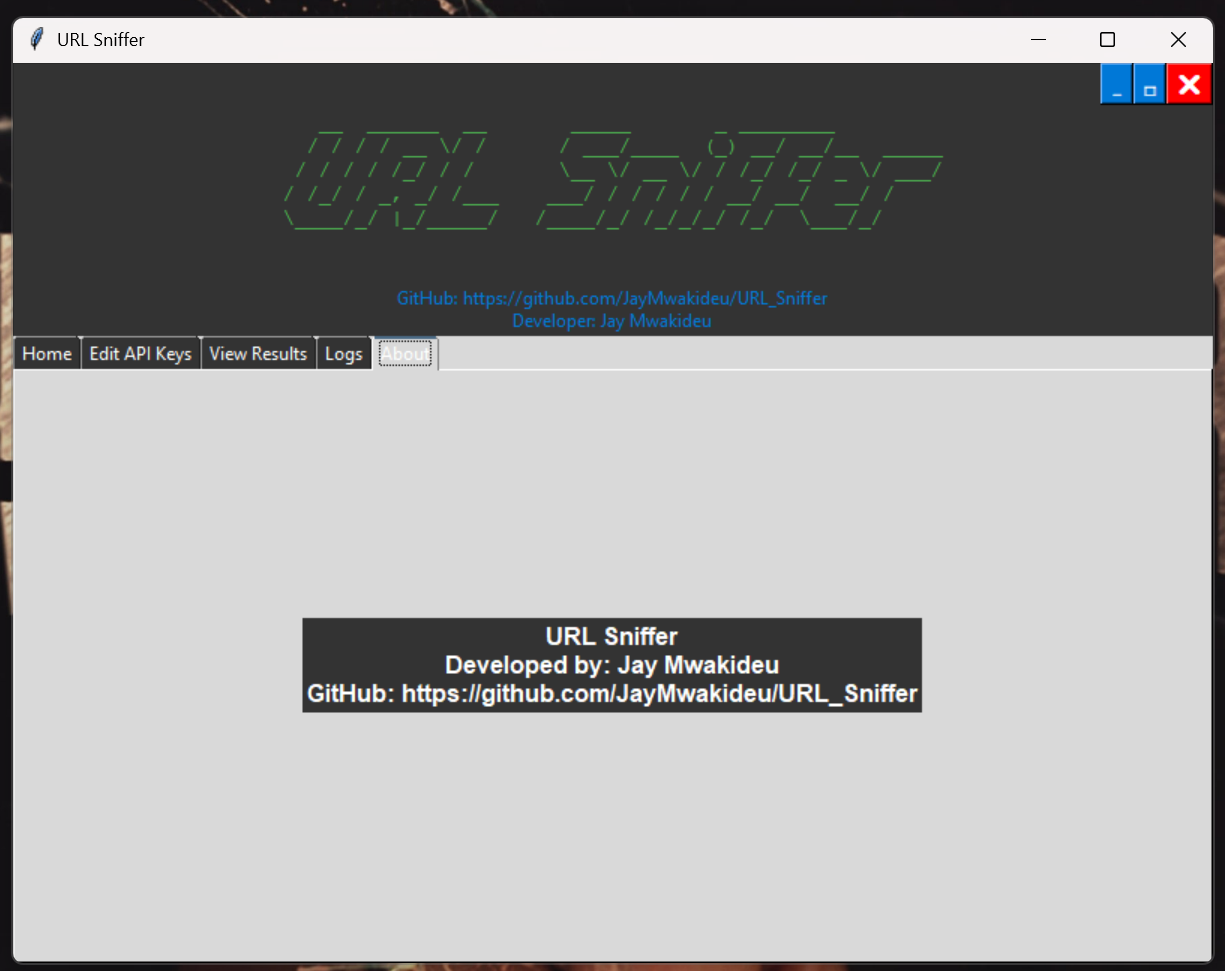 URL Sniffer
URL Sniffer
GitHub: https://github.com/JayMwakideu/URL_Sniffer
Developer: Jay Mwakideu
Home Edit API Keys View Results Logs About
URL Sniffer
Developed by: Jay Mwakideu
GitHub: https://github.com/JayMwakideu/URL_Sniffer